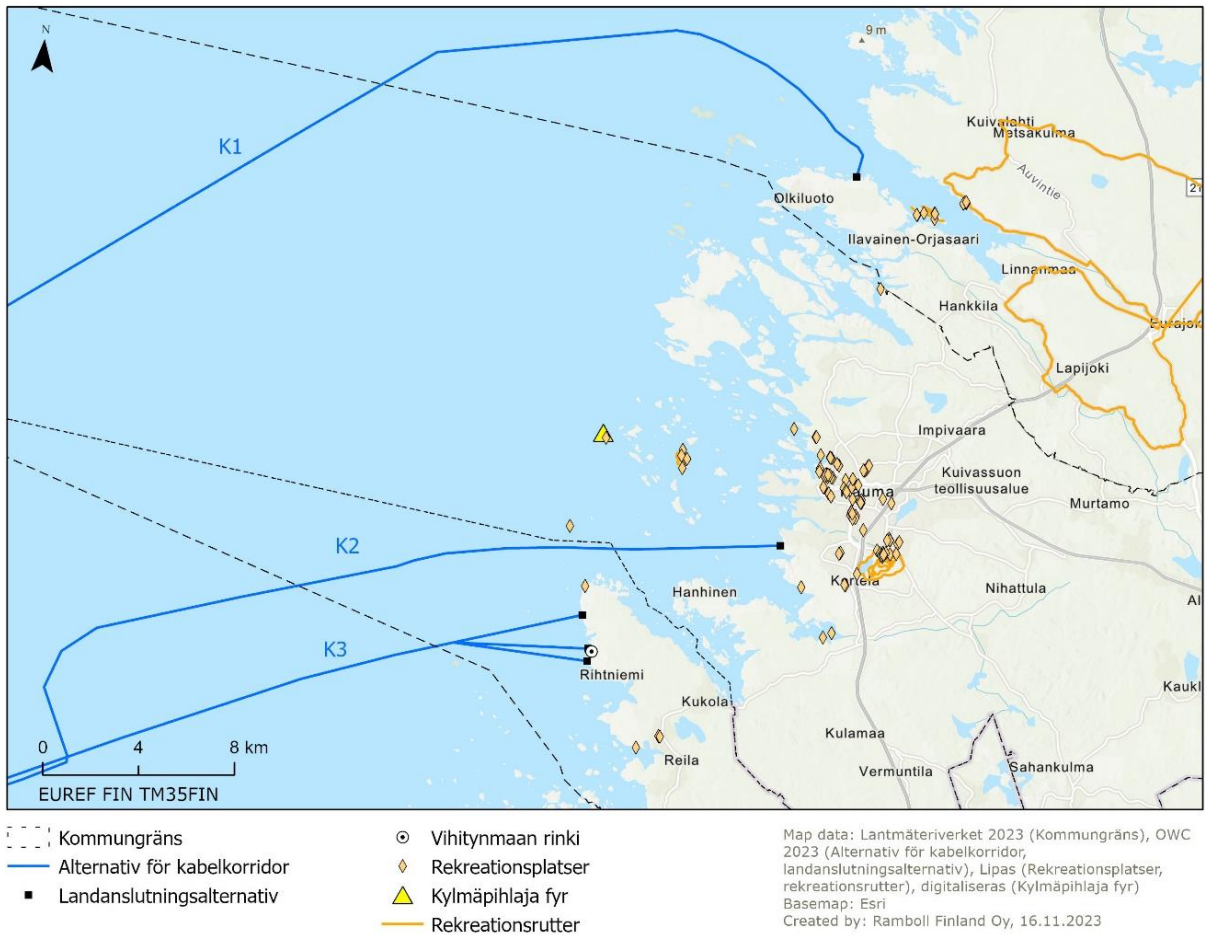 N
9 m
Kuivalahti
Metsäkulma
K1
Auvintie
21
Olkiluoto
Ilavainen-Orjasaari
Linnanmaa
Hankkila
Lapijoki
Impivaara
Kuivassuon
teollisuusalue
Murtamo
K2
Kortela
Nihattula
Hanhinen
K3
Rihtniemi
Kukola
Kulamaa
Reila
Vermuntila
Sahankulma
0 4 8 km
EUREF FIN TM35FIN
Kommungräns
Alternativ för kabelkorridor
Landanslutningsalternativ
Vihitynmaan rinki
Rekreationsplatser
Kylmäpihlaja fyr
Rekreationsrutter
Map data: Lantmäteriverket 2023 (Kommungräns), OWC
2023 (Alternativ för kabelkorridor,
landanslutningsalternativ), Lipas (Rekreationsplatser,
rekreationsrutter), digitaliseras (Kylmäpihlaja fyr)
Basemap: Esri
Created by: Ramboll Finland Oy, 16.11.2023